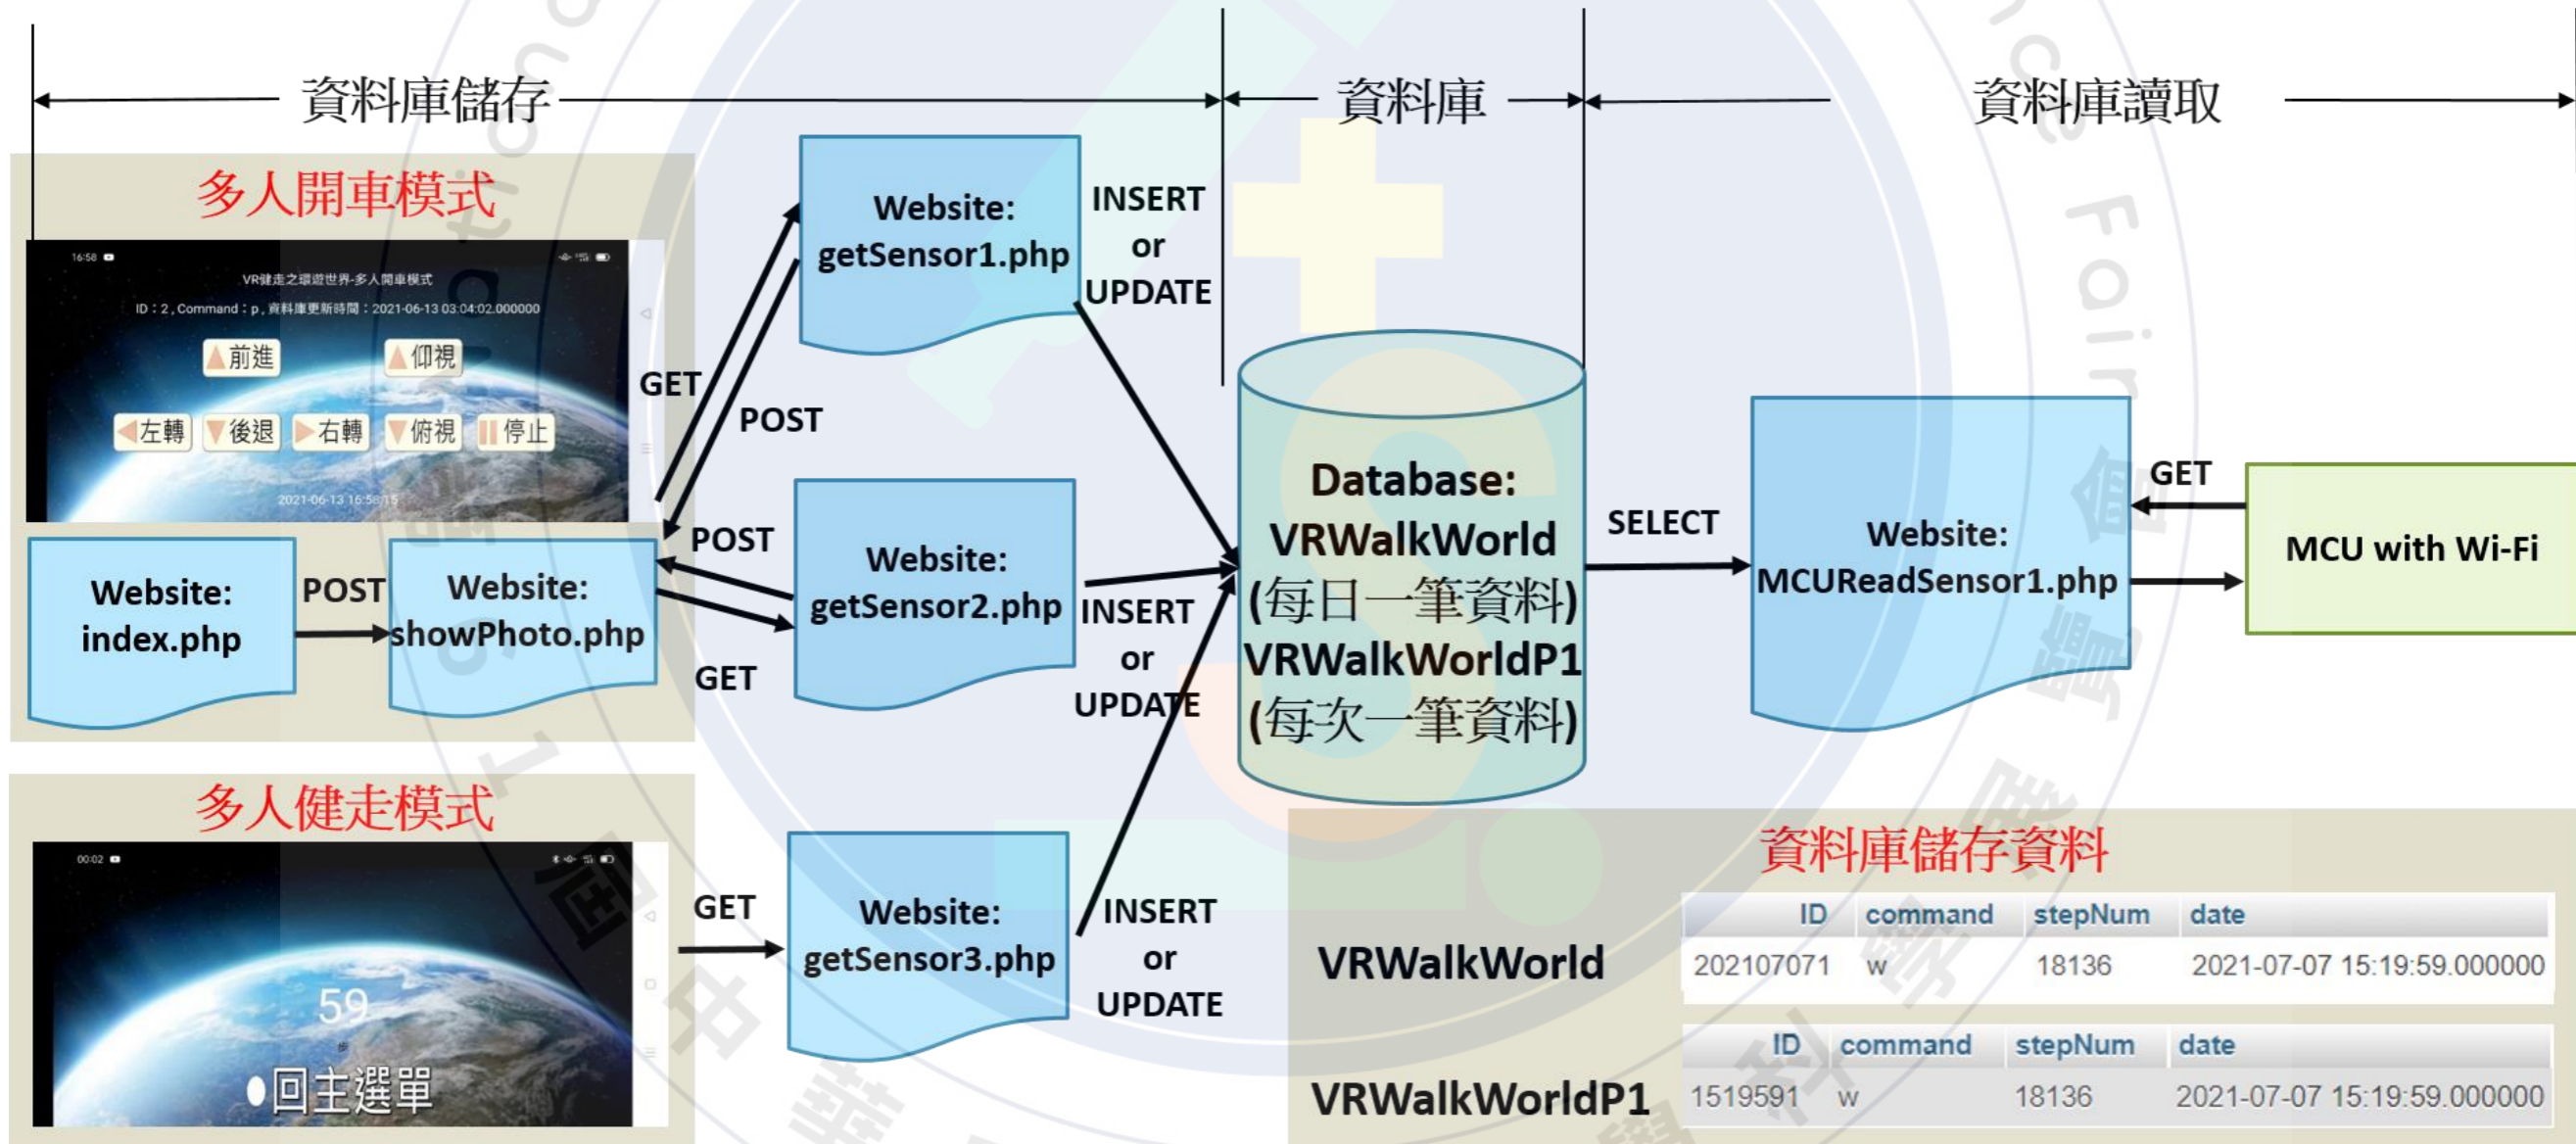 資料庫儲存
資料庫
資料庫讀取
多人開車模式
16:58
VR健走之環遊世界-多人開車模式
ID：2 , Command：p , 資料庫更新時間：2021-06-13 03:04:02.000000
前進
仰視
左轉
後退
右轉
俯視
停止
2021-06-13 16:58:15
Website:
index.php
POST
Website:
showPhoto.php
GET
POST
POST
GET
Website:
getSensor1.php
INSERT
or
UPDATE
Website:
getSensor2.php
INSERT
or
UPDATE
多人健走模式
00:02
59
步
回主選單
GET
Website:
getSensor3.php
INSERT
or
UPDATE
Database:
VRWalkWorld
(每日一筆資料)
VRWalkWorldP1
(每次一筆資料)
SELECT
Website:
MCUReadSensor1.php
GET
MCU with Wi-Fi
資料庫儲存資料
VRWalkWorld
ID command stepNum date
202107071 w 18136 2021-07-07 15:19:59.000000
VRWalkWorldP1
ID command stepNum date
1519591 w 18136 2021-07-07 15:19:59.000000